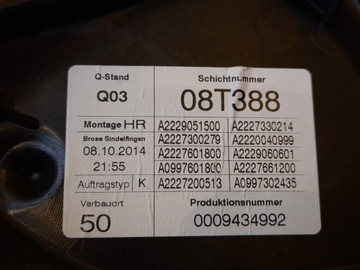 Q-Stand
Schichtnummer
Q03
08T388
Montage HR
A2229051500 A2227330214
Brose Sindelfingen
A2227300279 A2220040999
08.10.2014
A2227601800 A2229060601
21:55
A0997601800 A2227661200
Auftragstyp K
A2227200513 A0997302435
Verbauort
Produktionsnummer
50
0009434992